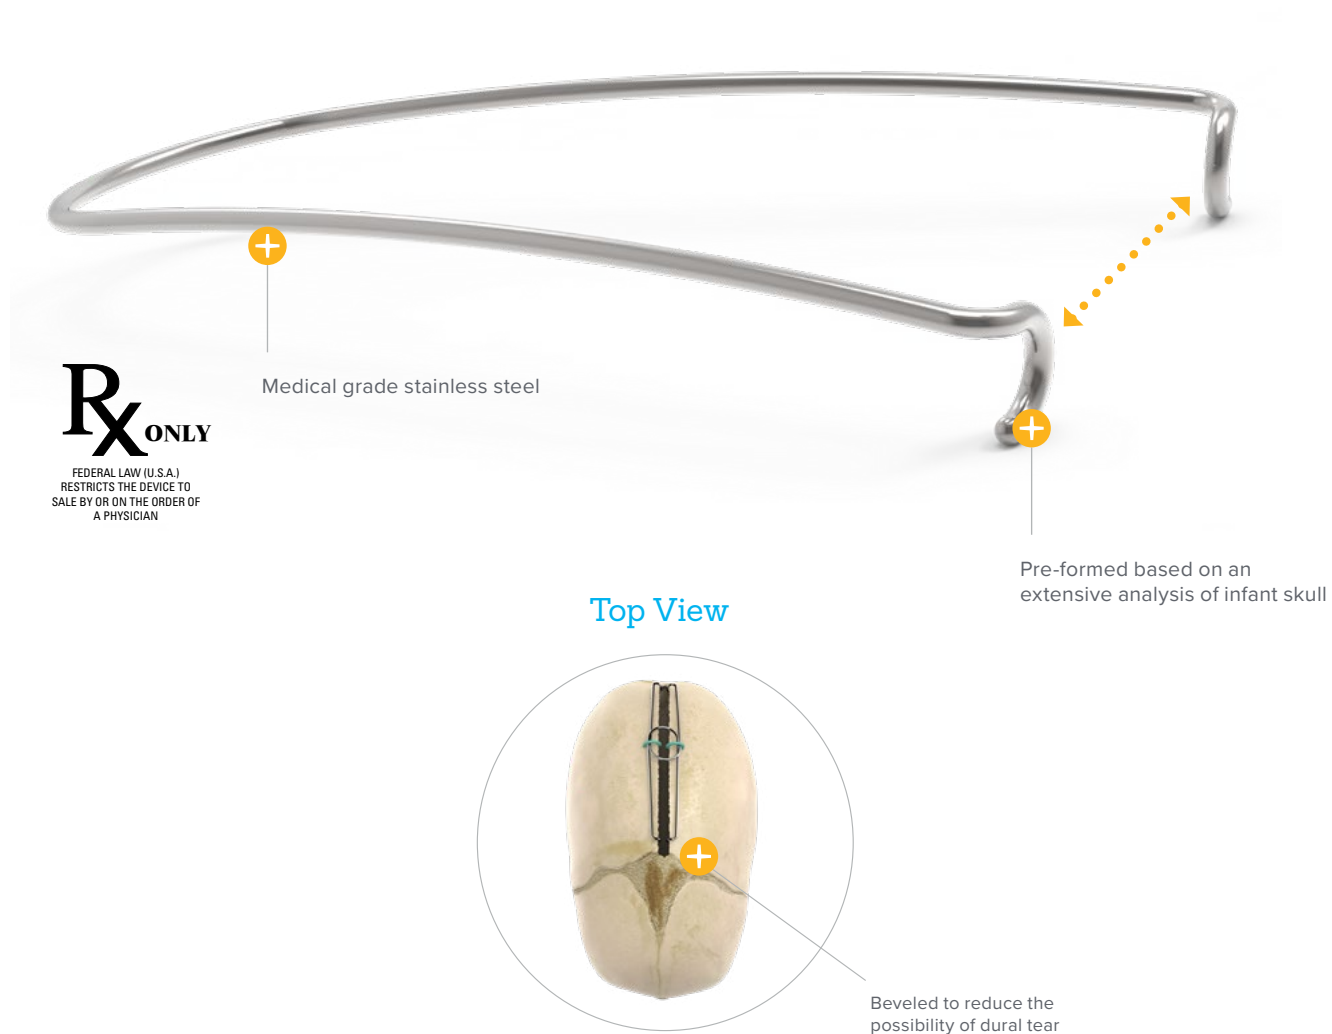 Medical grade stainless steel
Rx ONLY
FEDERAL LAW (U.S.A.)
RESTRICTS THE DEVICE TO
SALE BY OR ON THE ORDER OF
A PHYSICIAN
Pre-formed based on an
extensive analysis of infant skull
Top View
Beveled to reduce the
possibility of dural tear